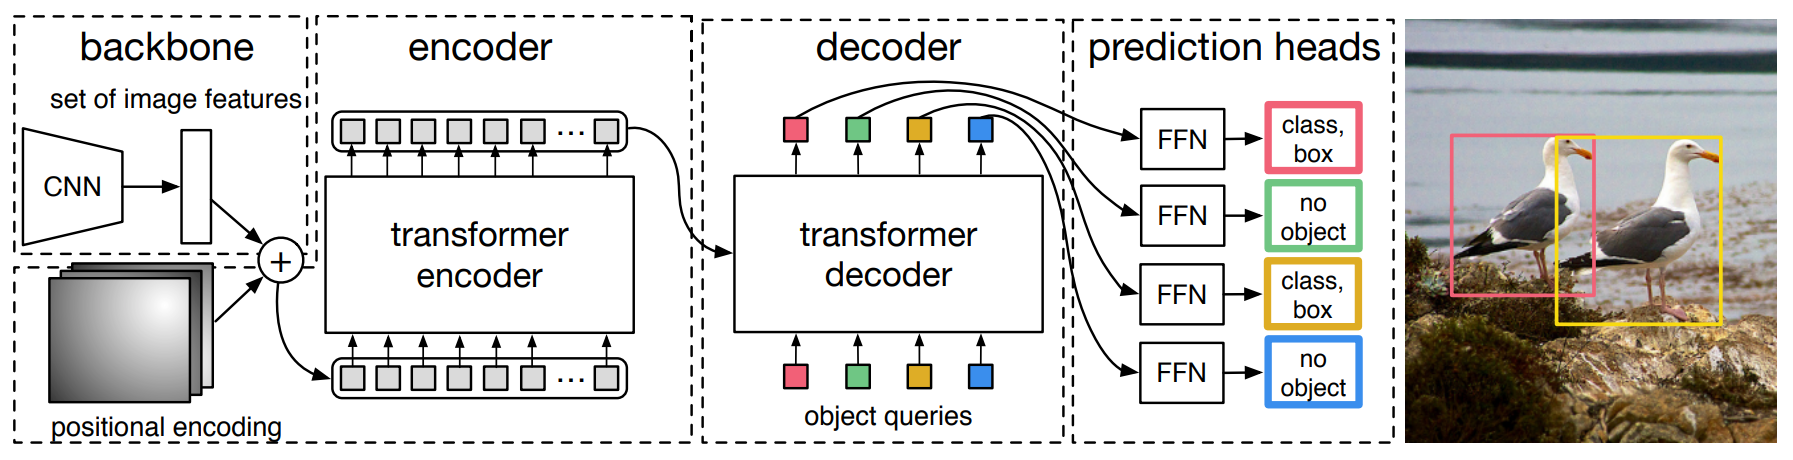 backbone
set of image features
CNN
+
positional encoding
encoder
...
transformer
encoder
...
decoder
transformer
decoder
object queries
prediction heads
FFN
class,
box
FFN
no
object
FFN
class,
box
FFN
no
object